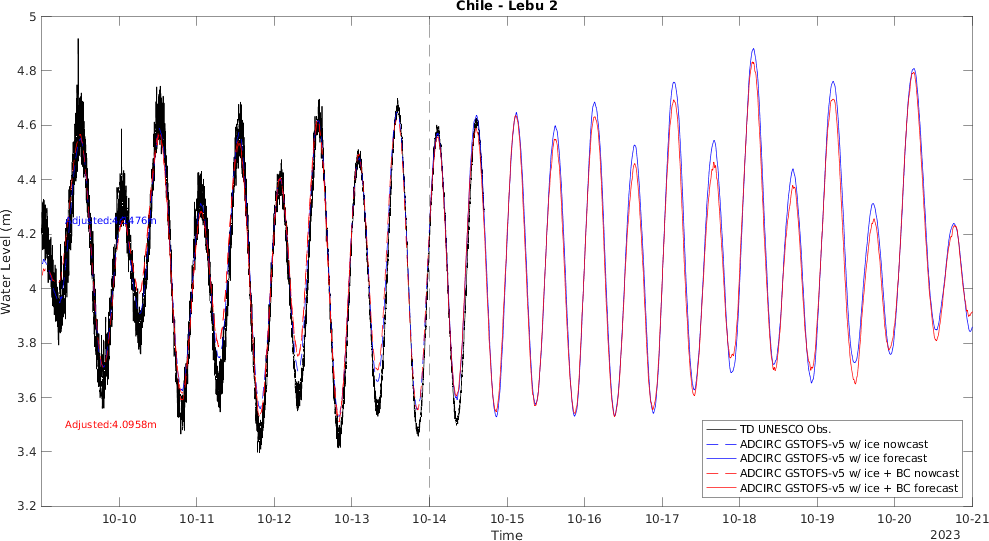 Chile - Lebu 2
5
4.8
4.6
4.4
4.2
4
3.8
3.6
3.4
3.2
Water Level (m)
Adjusted:4.0958m
TD UNESCO Obs.
ADCIRC GSTOFS-v5 w/ ice nowcast
ADCIRC GSTOFS-v5 w/ ice forecast
ADCIRC GSTOFS-v5 w/ ice + BC nowcast
ADCIRC GSTOFS-v5 w/ ice + BC forecast
10-10 10-11 10-12 10-13 10-14 10-15 10-16 10-17 10-18 10-19 10-20 10-21
Time
2023